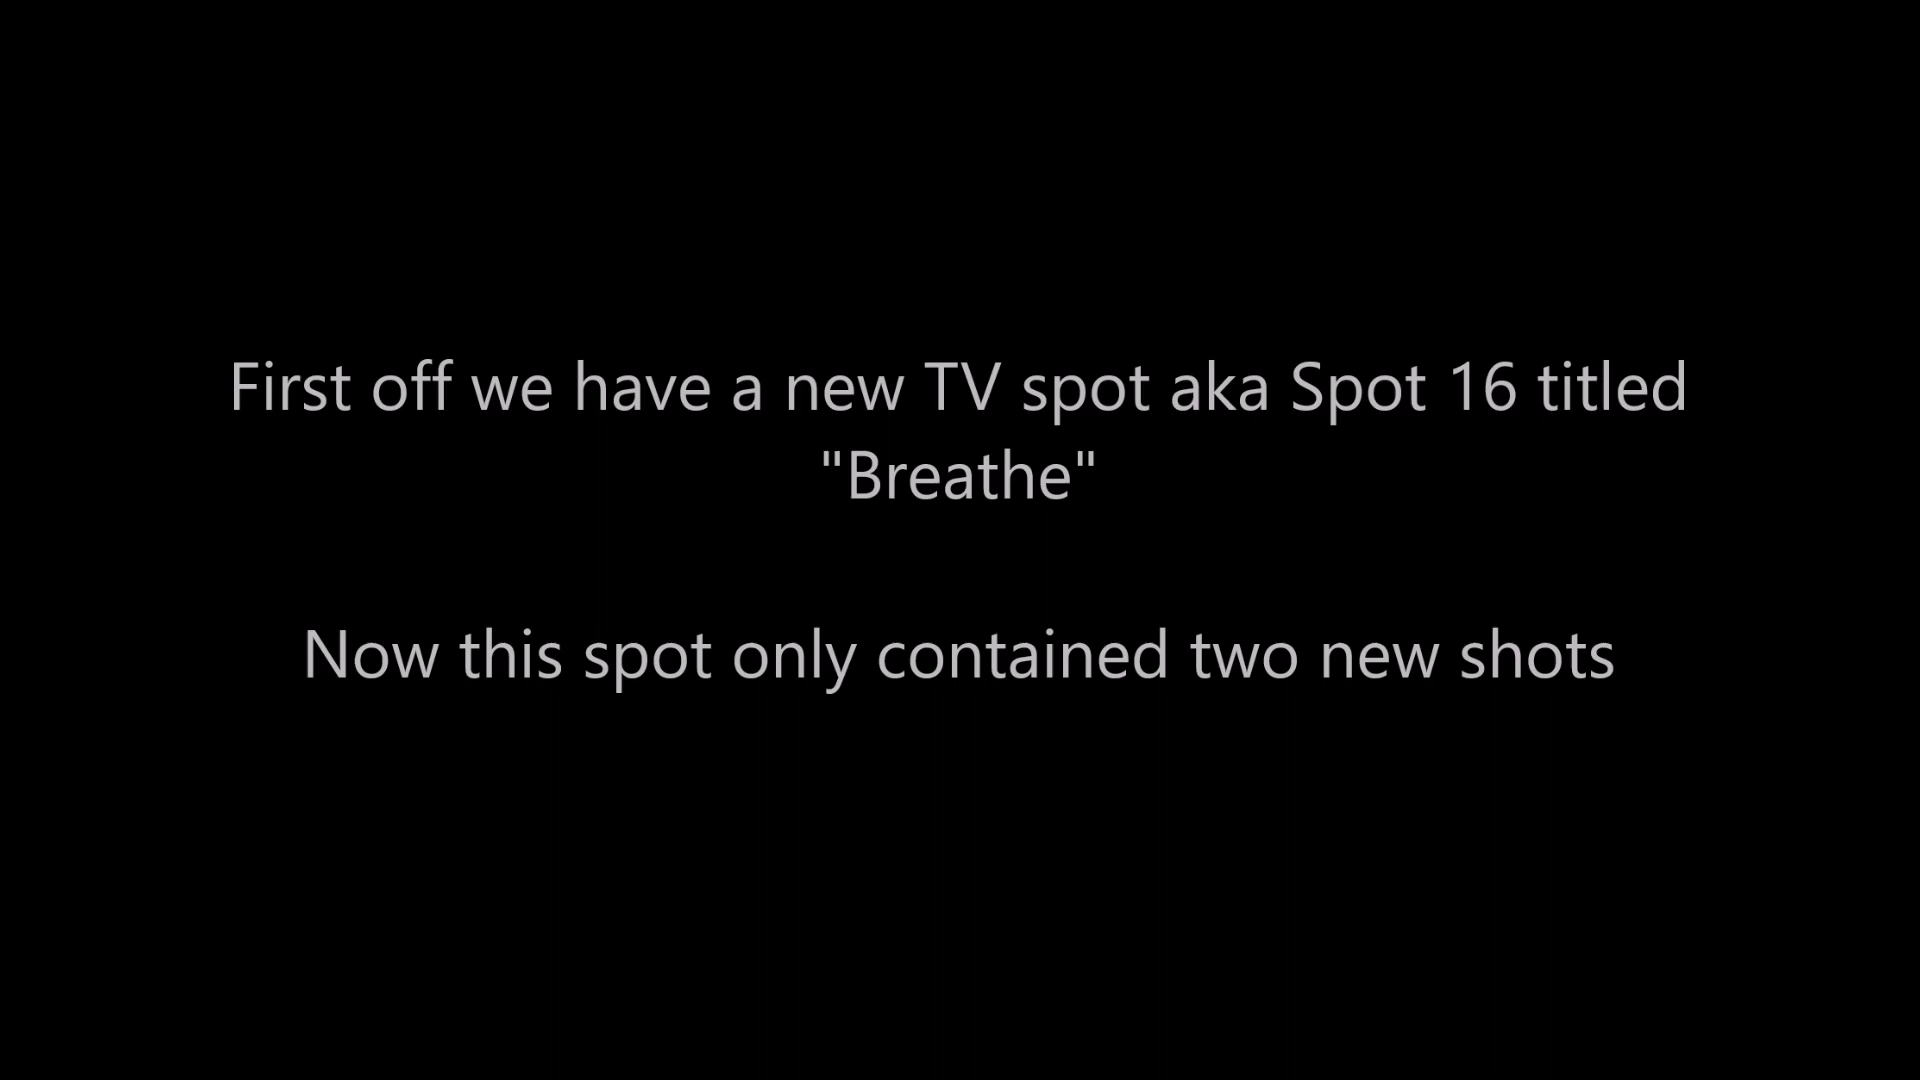 First off we have a new TV spot aka Spot 16 titled
"Breathe"
Now this spot only contained two new shots